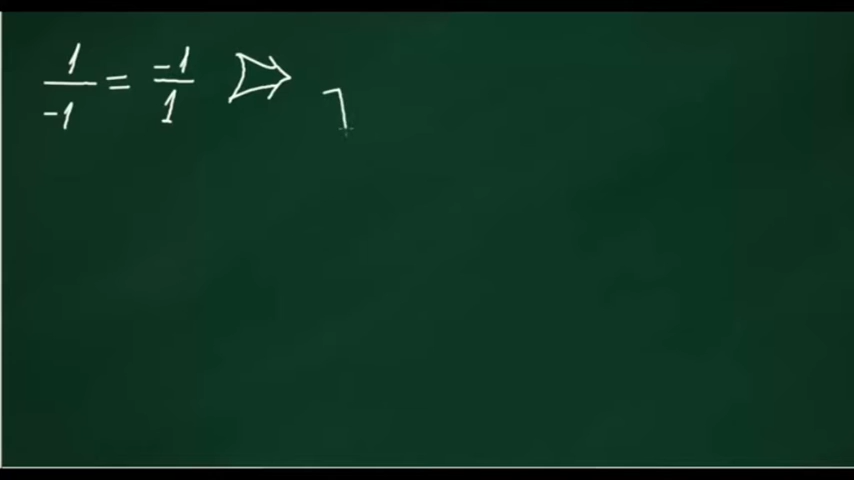 1/-1 = -1/1 ⇒